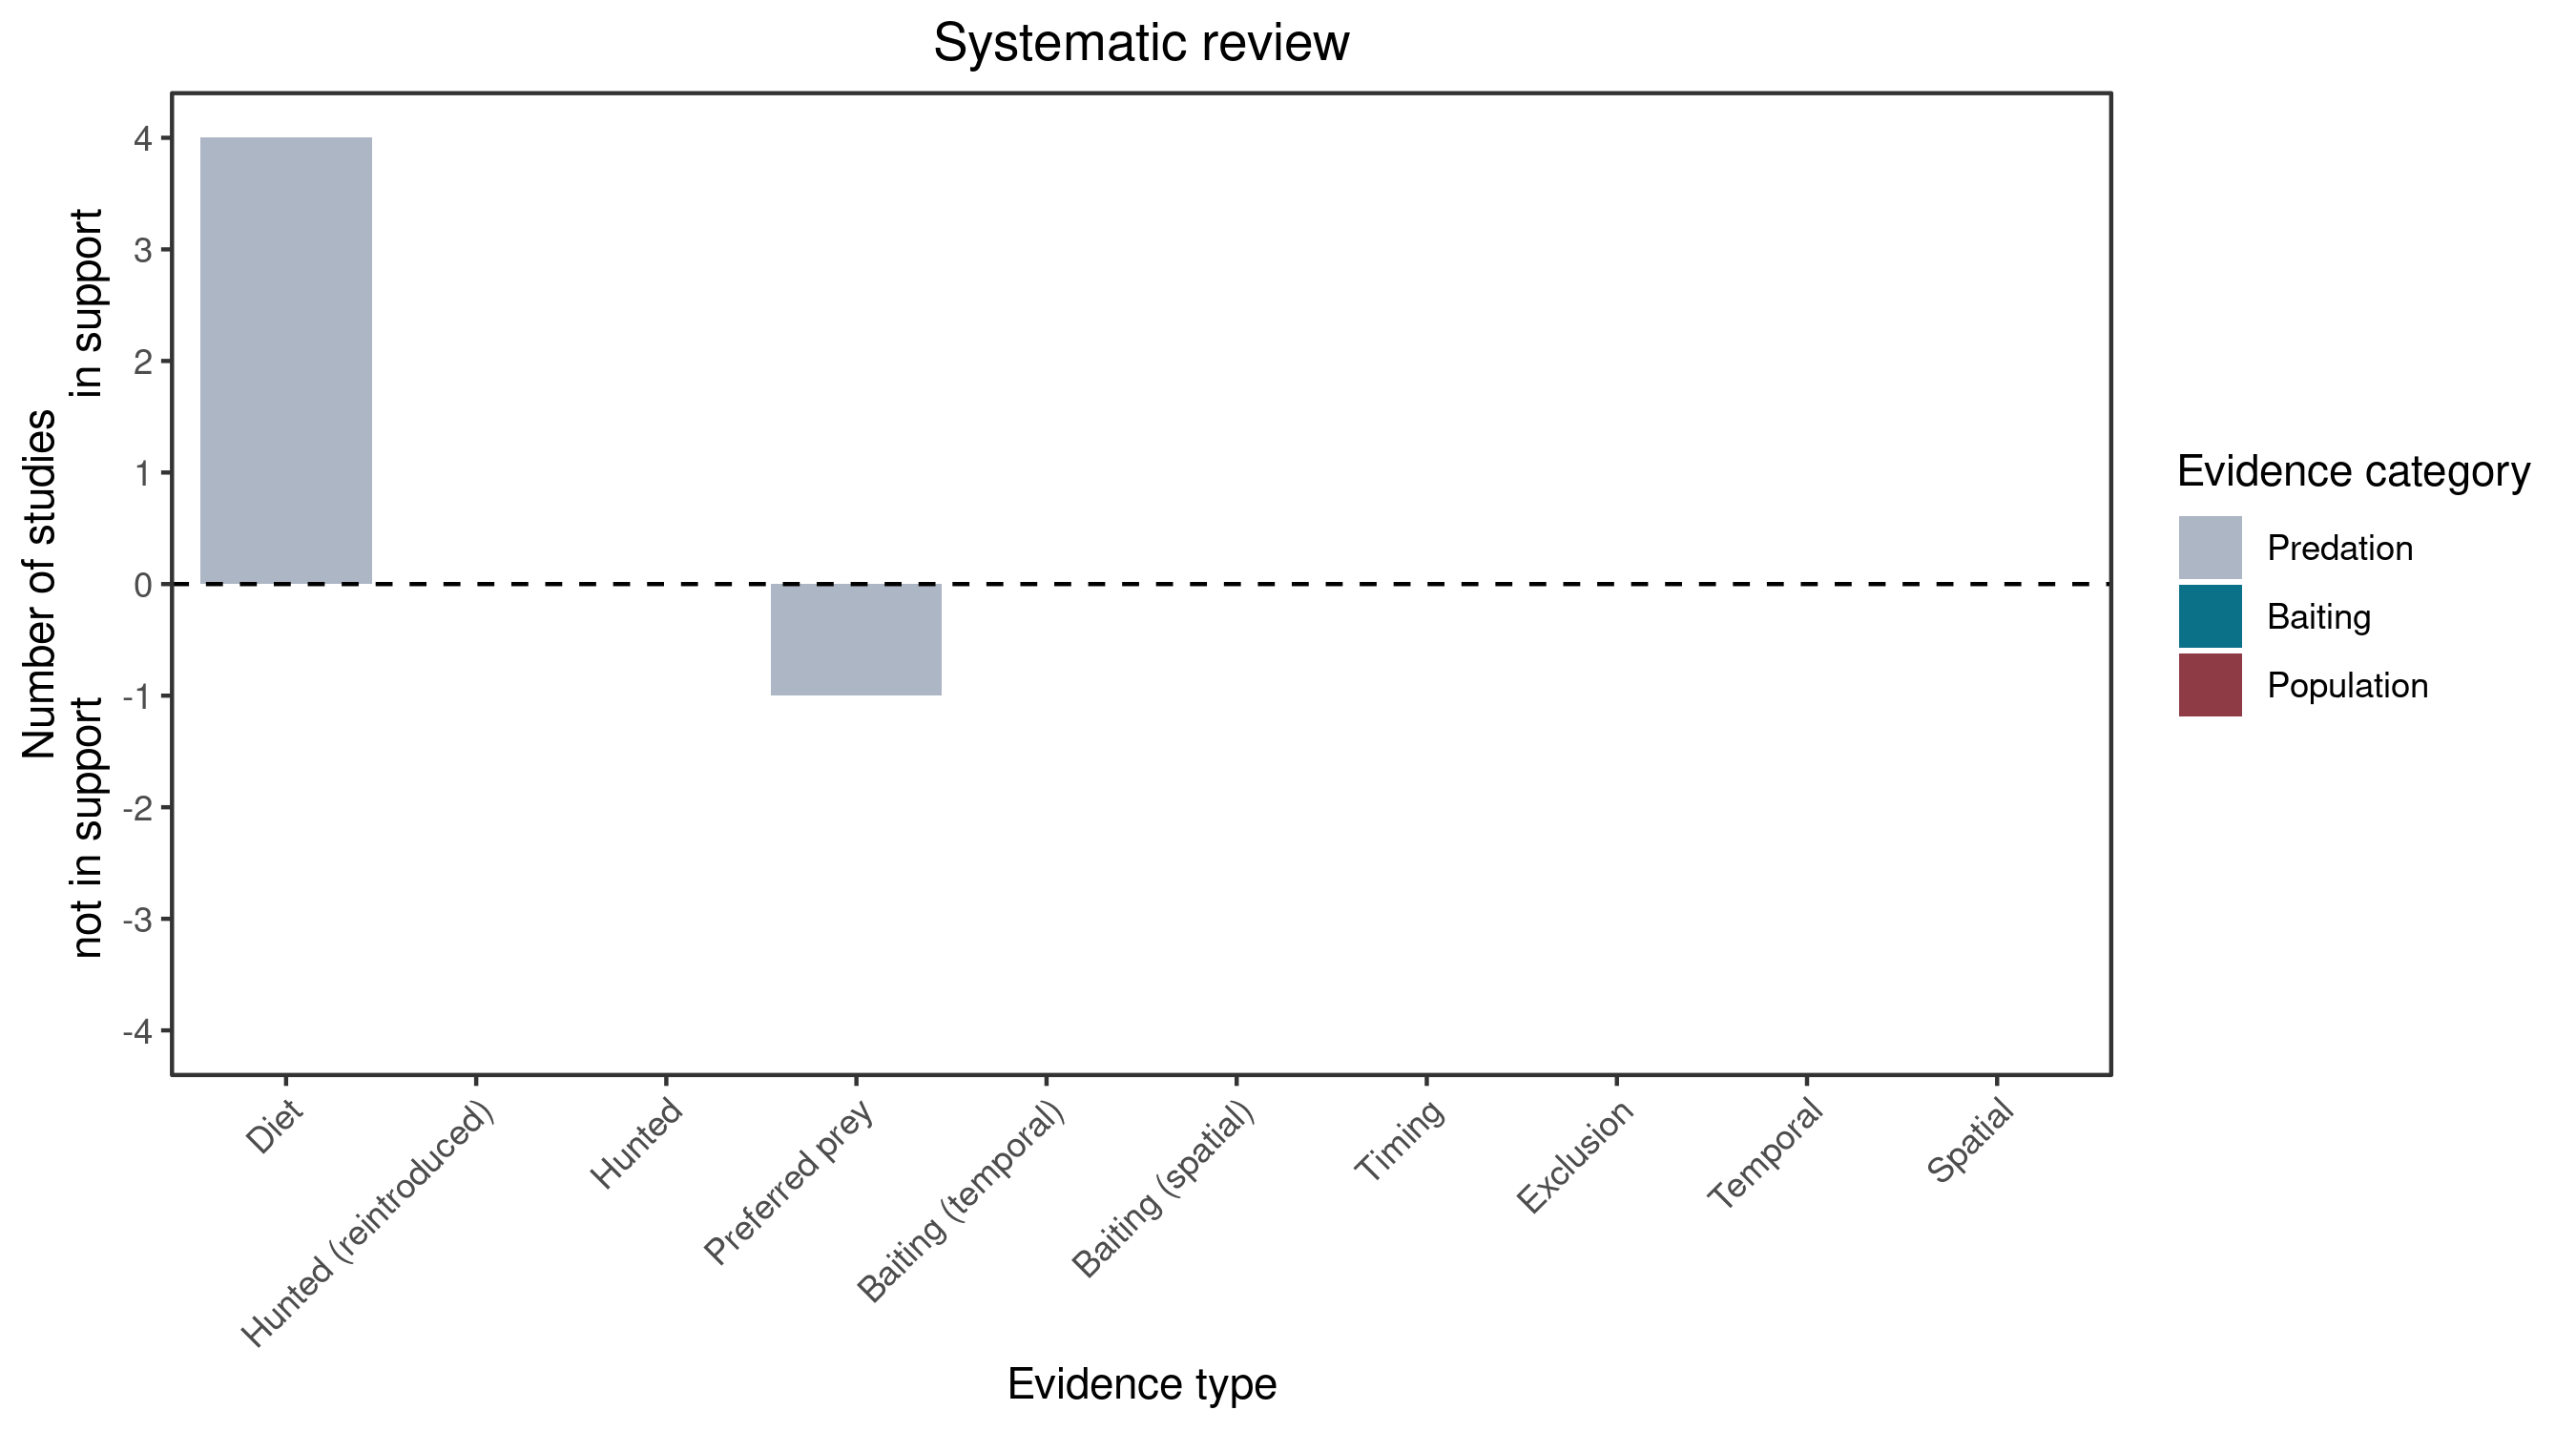 Systematic review
Number of studies
not in support
in support
4
3
2
1
0
-1
-2
-3
-4
Diet
Hunted (reintroduced)
Hunted
Preferred prey
Baiting (temporal)
Baiting (spatial)
Timing
Exclusion
Temporal
Spatial
Evidence type
Evidence category
Predation
Baiting
Population